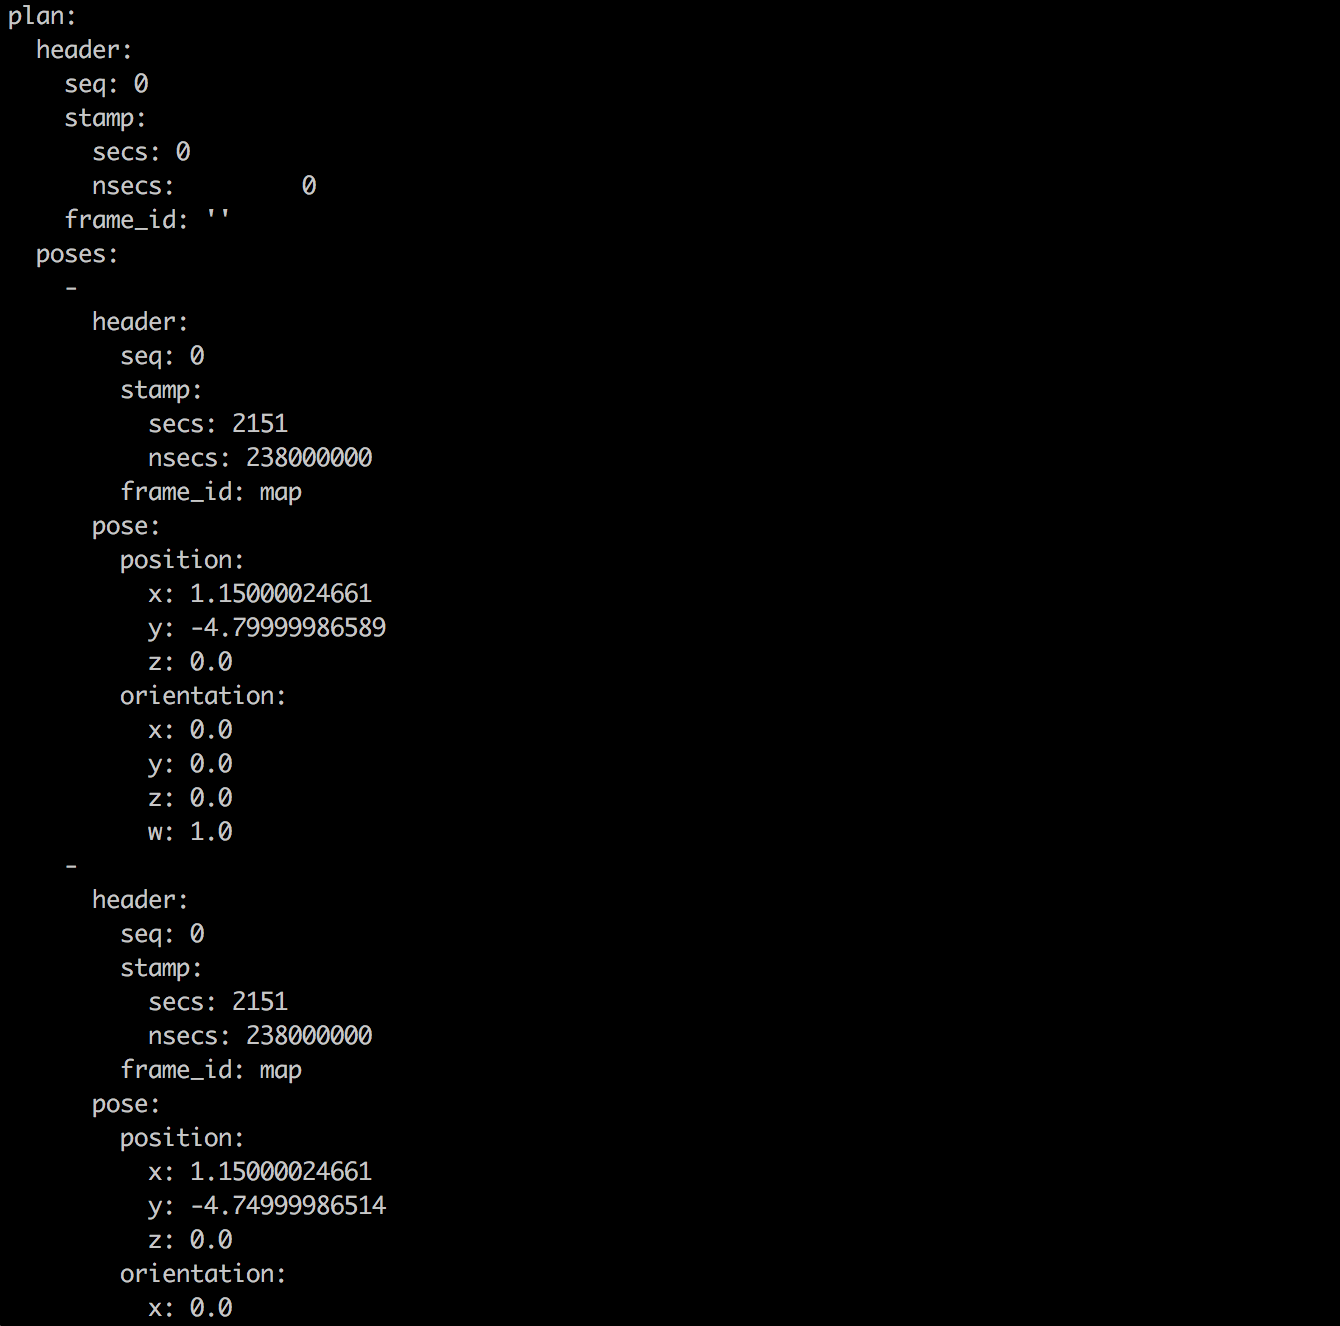 plan:
  header:
    seq: 0
    stamp:
      secs: 0
      nsecs:         0
    frame_id: ''
  poses:
    -
      header:
        seq: 0
        stamp:
          secs: 2151
          nsecs: 238000000
        frame_id: map
      pose:
        position:
          x: 1.15000024661
          y: -4.79999986589
          z: 0.0
        orientation:
          x: 0.0
          y: 0.0
          z: 0.0
          w: 1.0
    -
      header:
        seq: 0
        stamp:
          secs: 2151
          nsecs: 238000000
        frame_id: map
      pose:
        position:
          x: 1.15000024661
          y: -4.74999986514
          z: 0.0
        orientation:
          x: 0.0